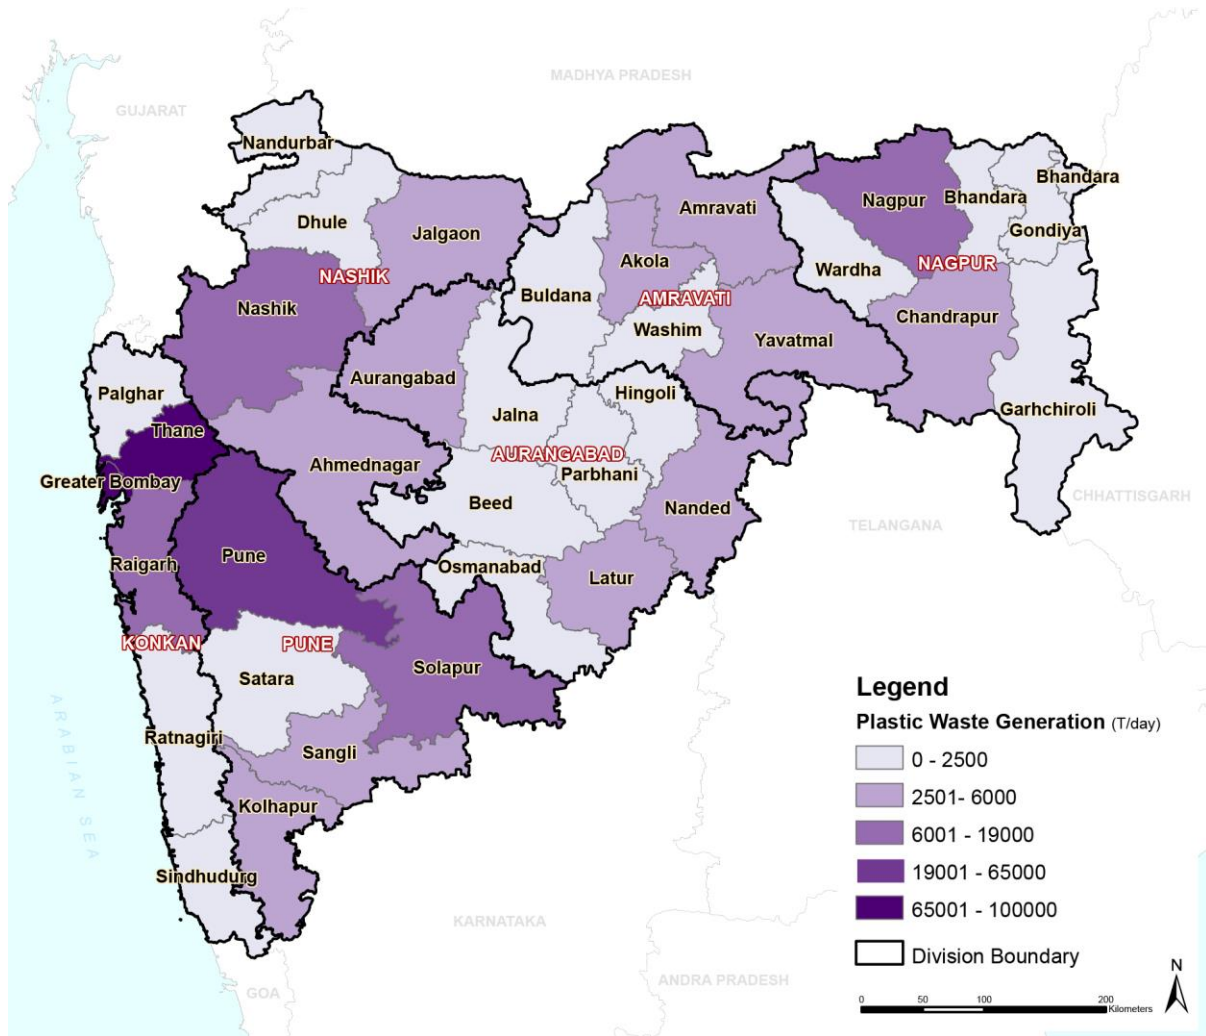 MADHYA PRADESH
GUJARAT
Nandurbar
Bhandara
Bhandara
Nagpur
Amravati
Dhule
Gondiya
Jalgaon
Akola
NAGPUR
Wardha
NASHIK
Buldana
AMRAVATI
Nashik
Chandrapur
Washim
Yavatmal
Aurangabad
Palghar
Hingoli
Jalna
Garhchiroli
Thane
AURANGABAD
Ahmednagar
Parbhani
Greater Bombay
CHHATTISGARH
Beed
Nanded
TELANGANA
Pune
Raigarh
Osmanabad
Latur
KONKAN
PUNE
Solapur
Satara
ARABIAN SEA
Ratnagiri
Sangli
Kolhapur
Sindhudurg
KARNATAKA
GOA
ANDRA PRADESH
Legend
Plastic Waste Generation (T/day)
0 - 2500
2501- 6000
6001 - 19000
19001 - 65000
65001 - 100000
Division Boundary
N
0 50 100 200
Kilometers